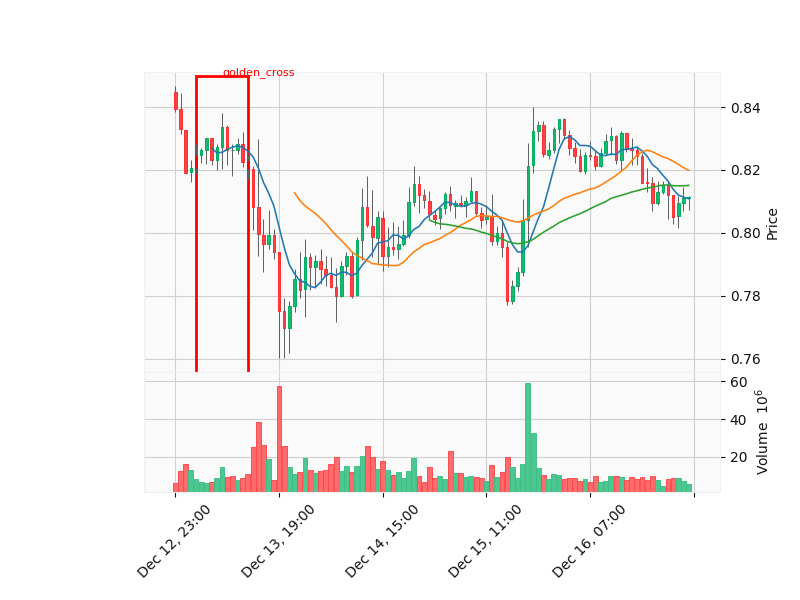 golden_cross
0.84
0.82
0.80
0.78
0.76
Price
60
40
20
Volume 10^6
Dec 12, 23:00
Dec 13, 19:00
Dec 14, 15:00
Dec 15, 11:00
Dec 16, 07:00